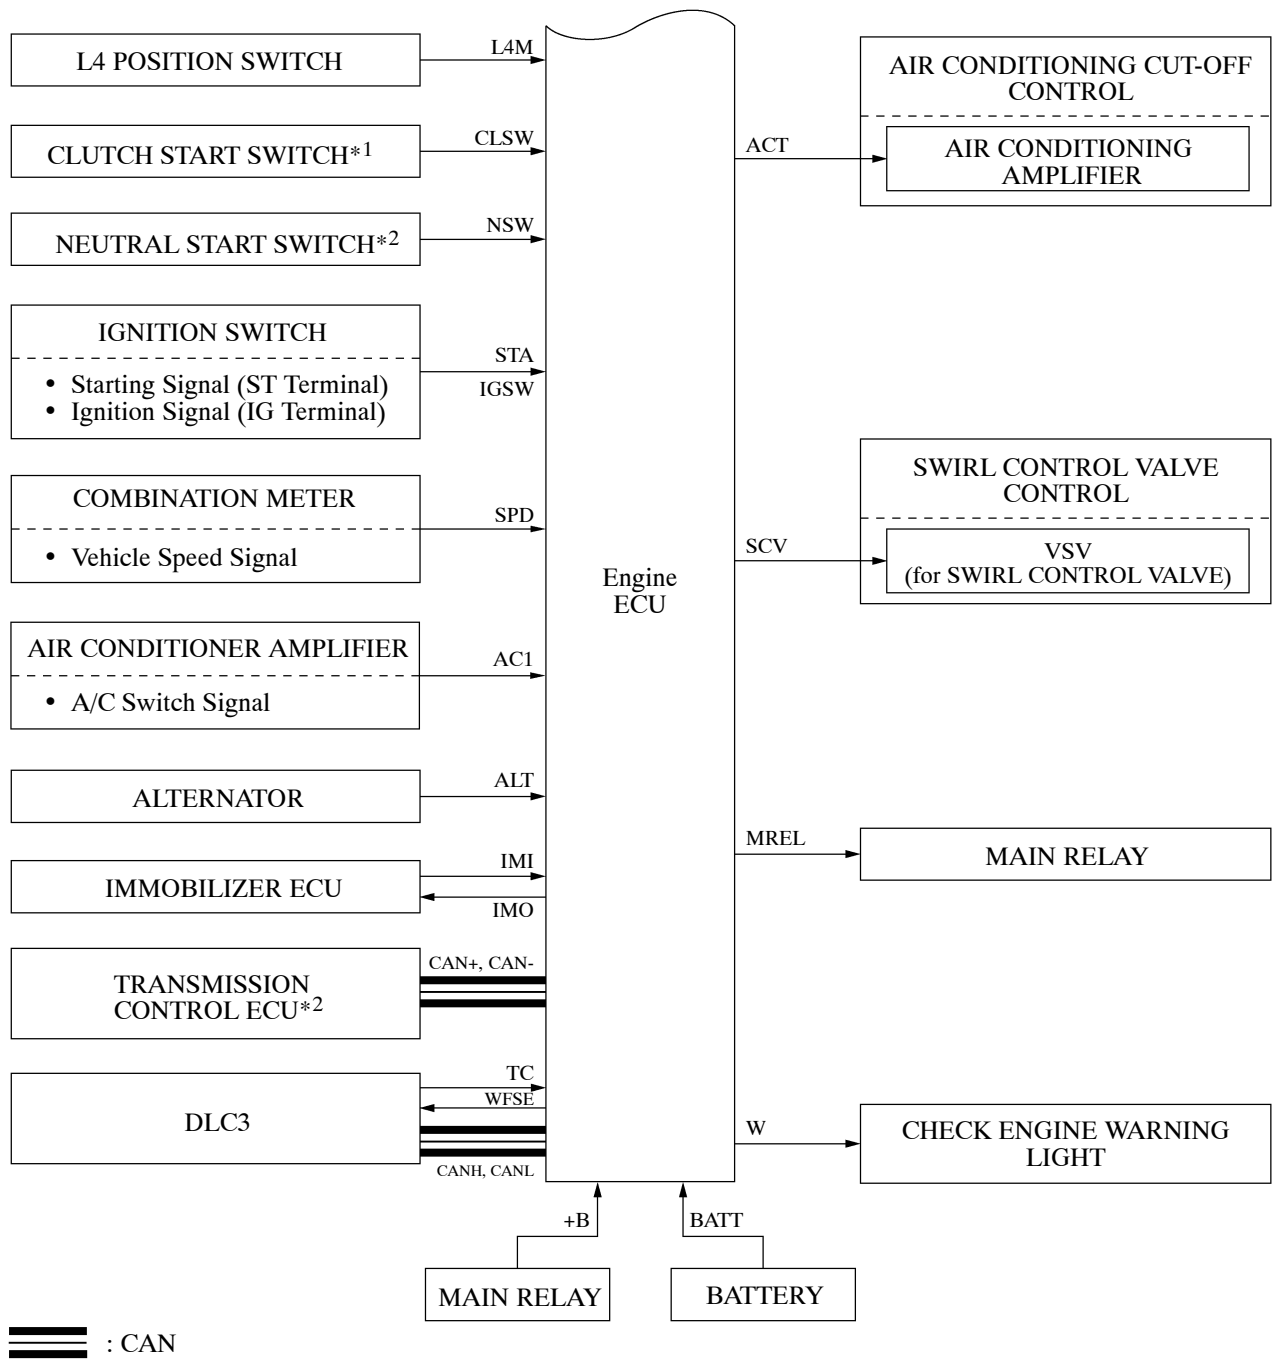 L4 POSITION SWITCH
L4M
CLUTCH START SWITCH*1
CLSW
NEUTRAL START SWITCH*2
NSW
IGNITION SWITCH
• Starting Signal (ST Terminal)
• Ignition Signal (IG Terminal)
STA
IGSW
COMBINATION METER
• Vehicle Speed Signal
SPD
AIR CONDITIONER AMPLIFIER
• A/C Switch Signal
AC1
ALTERNATOR
ALT
IMMOBILIZER ECU
IMI
IMO
TRANSMISSION
CONTROL ECU*2
CAN+, CAN-
DLC3
TC
WFSE
CANH, CANL
Engine
ECU
ACT
AIR CONDITIONING CUT-OFF
CONTROL
AIR CONDITIONING
AMPLIFIER
SCV
SWIRL CONTROL VALVE
CONTROL
VSV
(for SWIRL CONTROL VALVE)
MREL
MAIN RELAY
W
CHECK ENGINE WARNING
LIGHT
+B
BATT
MAIN RELAY
BATTERY
: CAN